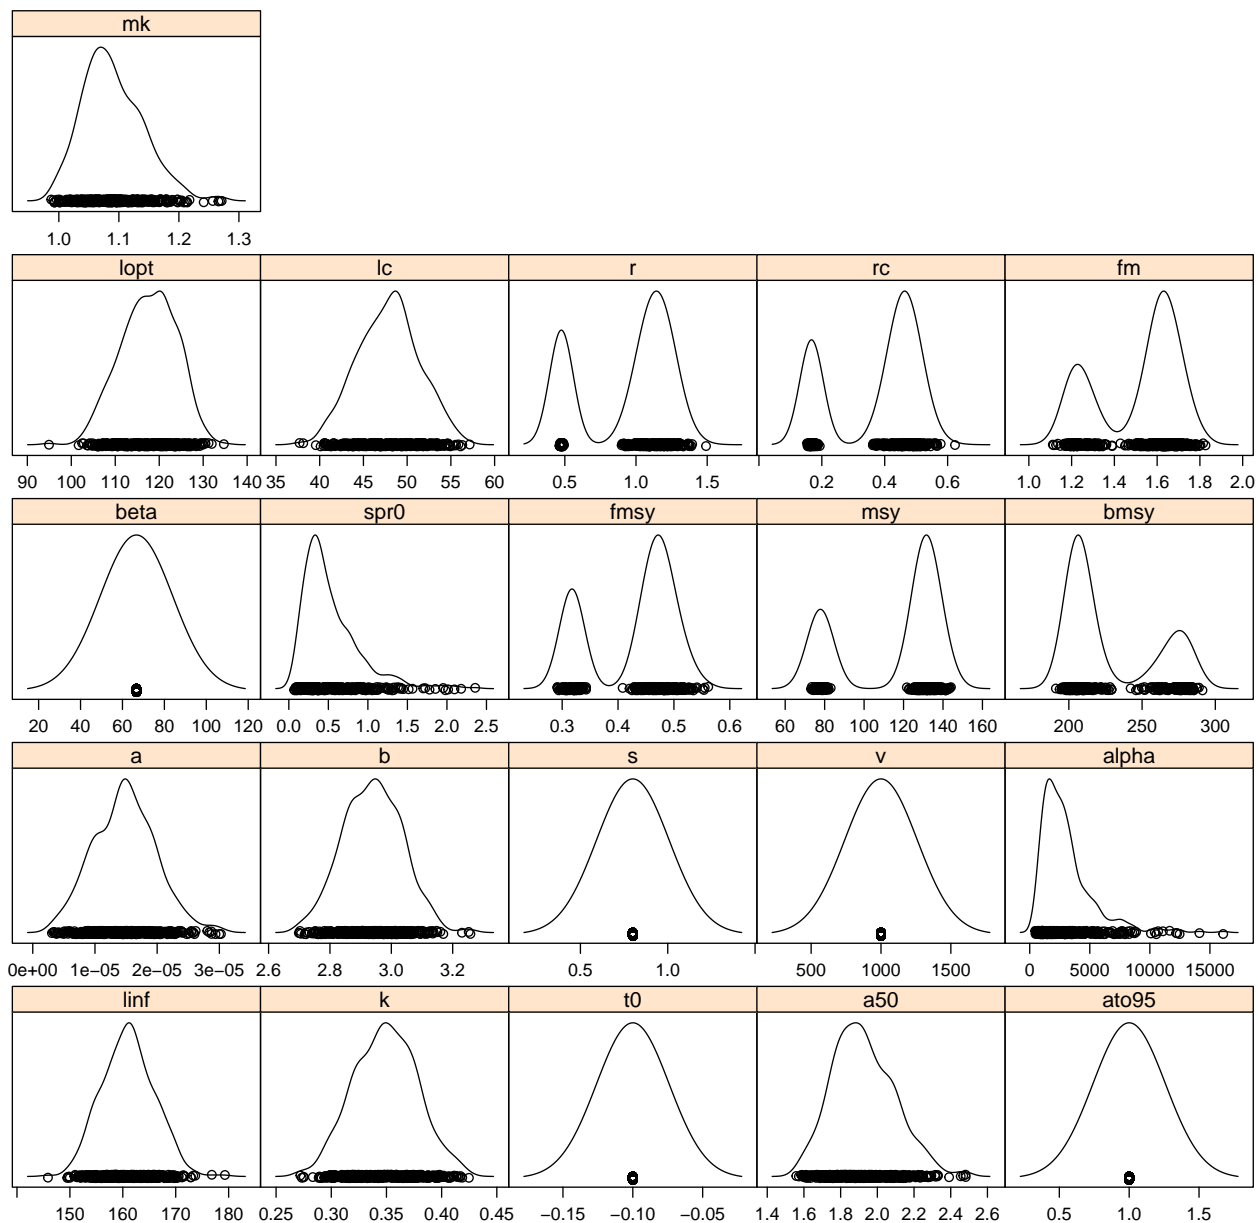 mk
1.0 1.1 1.2 1.3
lopt lc r rc fm
90 100 110 120 130 140 35 40 45 50 55 60 0.5 1.0 1.5 0.2 0.4 0.6 1.0 1.2 1.4 1.6 1.8 2.0
beta spr0 fmsy msy bmsy
20 40 60 80 100 120 0.0 0.5 1.0 1.5 2.0 2.5 0.3 0.4 0.5 0.6 60 80 100 120 140 160 200 250 300
a b s v alpha
0e+00 1e−05 2e−05 3e−05 2.6 2.8 3.0 3.2 0.5 1.0 500 1000 1500 0 5000 10000 15000
linf k t0 a50 ato95
150 160 170 180 0.25 0.30 0.35 0.40 0.45 −0.15 −0.10 −0.05 1.4 1.6 1.8 2.0 2.2 2.4 2.6 0.5 1.0 1.5